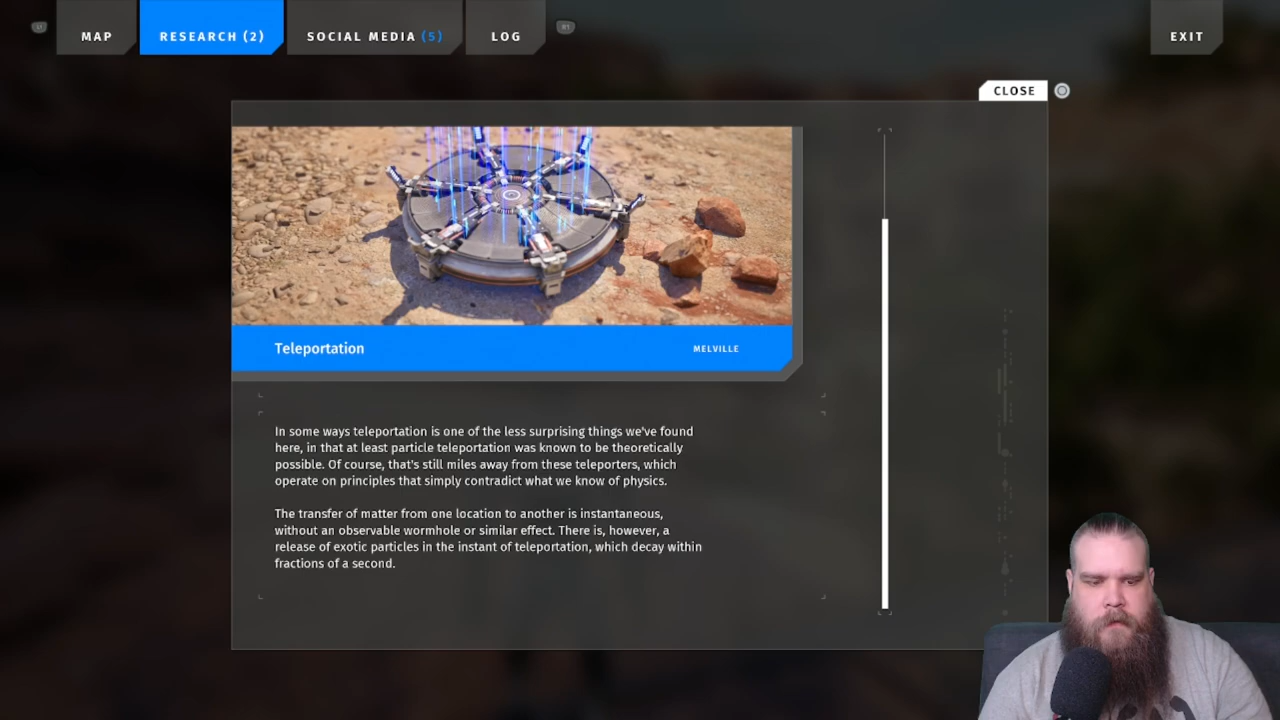 MAP
RESEARCH (2)
SOCIAL MEDIA (5)
LOG
EXIT
CLOSE
Teleportation
MELVILLE
In some ways teleportation is one of the less surprising things we've found
here, in that at least particle teleportation was known to be theoretically
possible. Of course, that's still miles away from these teleporters, which
operate on principles that simply contradict what we know of physics.
The transfer of matter from one location to another is instantaneous,
without an observable wormhole or similar effect. There is, however, a
release of exotic particles in the instant of teleportation, which decay within
fractions of a second.